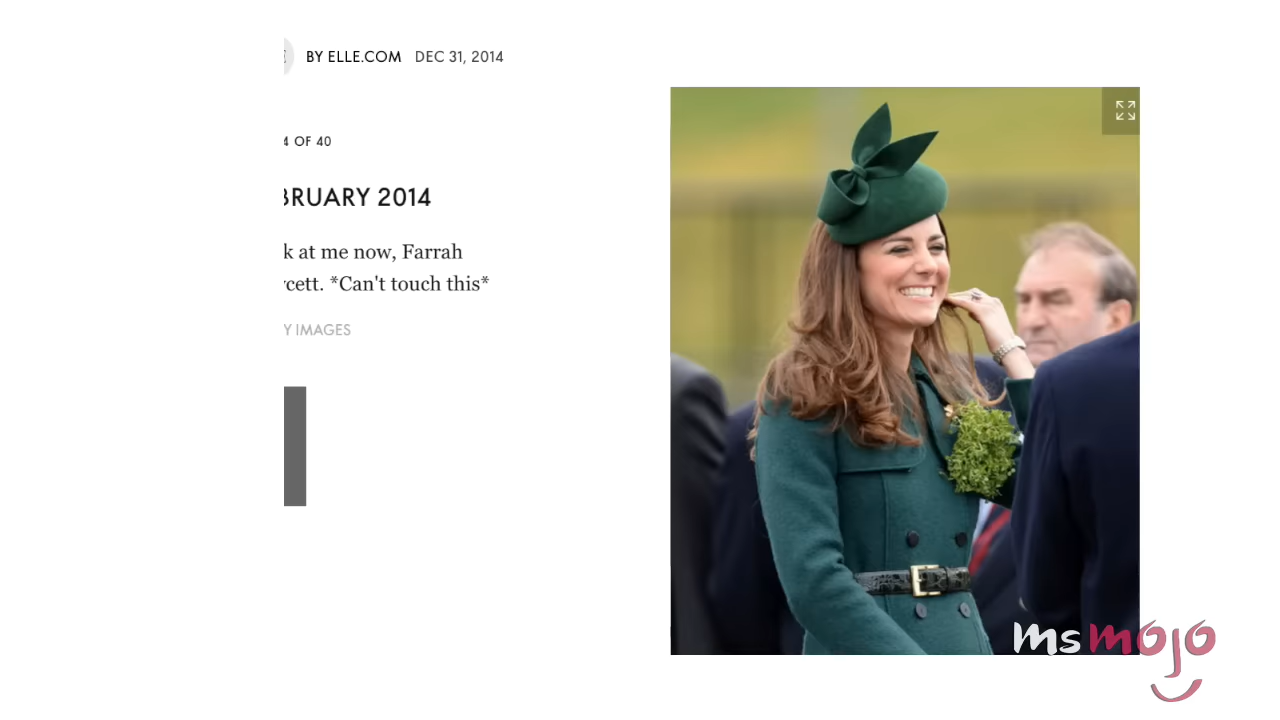 BY ELLE.COM DEC 31, 2014
4 OF 40
BRUARY 2014
k at me now, Farrah
cett. *Can't touch this*
Y IMAGES
msmojo